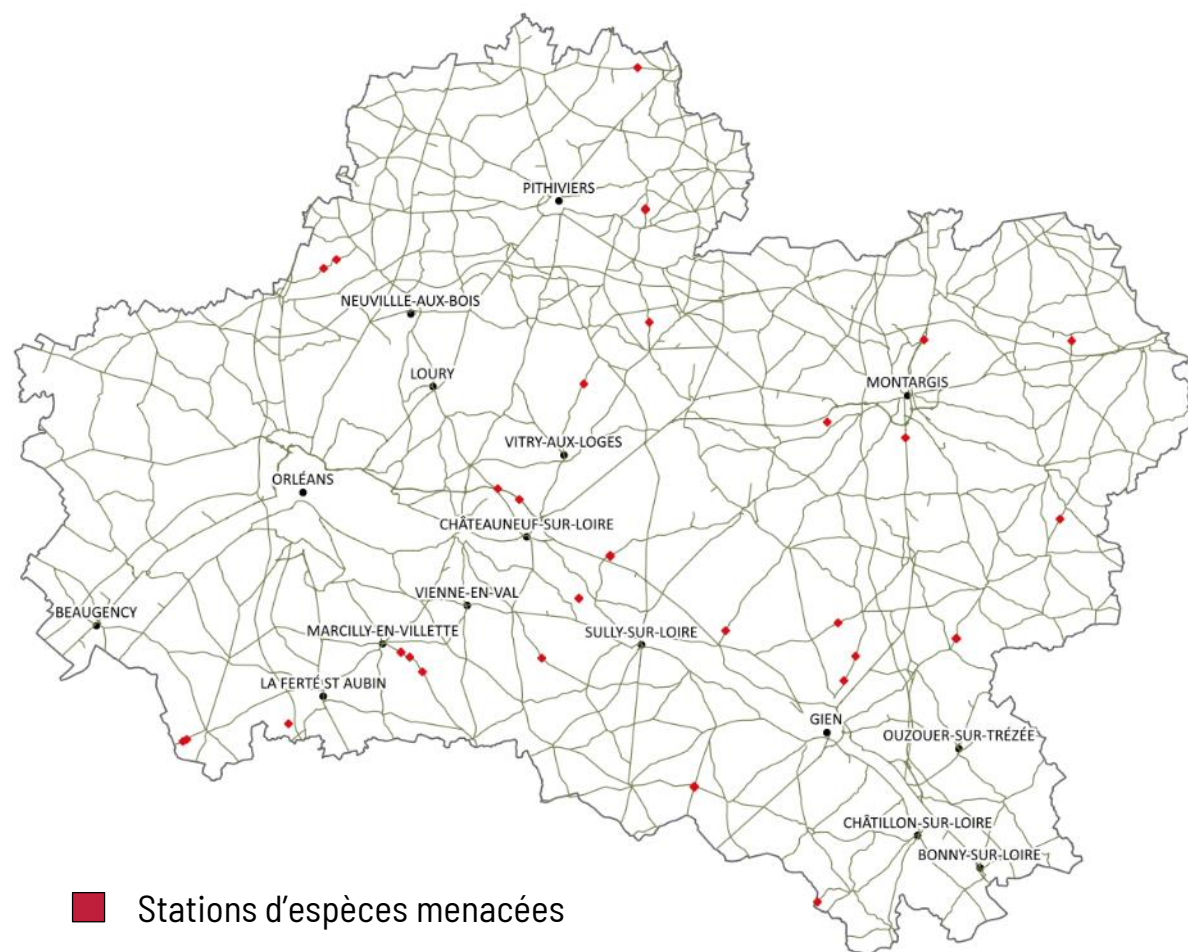 PITHIVIERS
NEUVILLLE-AUX-BOIS
LOURY
MONTARGIS
VITRY-AUX-LOGES
ORLÉANS
CHÂTEAUNEUF-SUR-LOIRE
VIENNE-EN-VAL
BEAUGENCY
MARCILLY-EN-VILLETTE
SULLY-SUR-LOIRE
LA FERTÉ ST AUBIN
GIEN
OUZOUER-SUR-TRÉZÉE
CHÂTILLON-SUR-LOIRE
BONNY-SUR-LOIRE
Stations d'espèces menacées